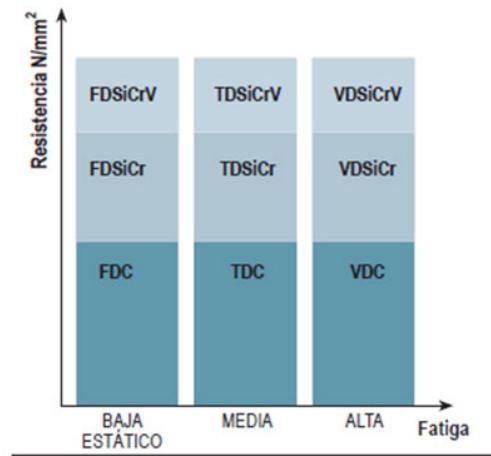 Resistencia N/mm²
FDSiCrV TDSiCrV VDSiCrV
FDSiCr TDSiCr VDSiCr
FDC TDC VDC
BAJA MEDIA ALTA Fatiga
ESTÁTICO